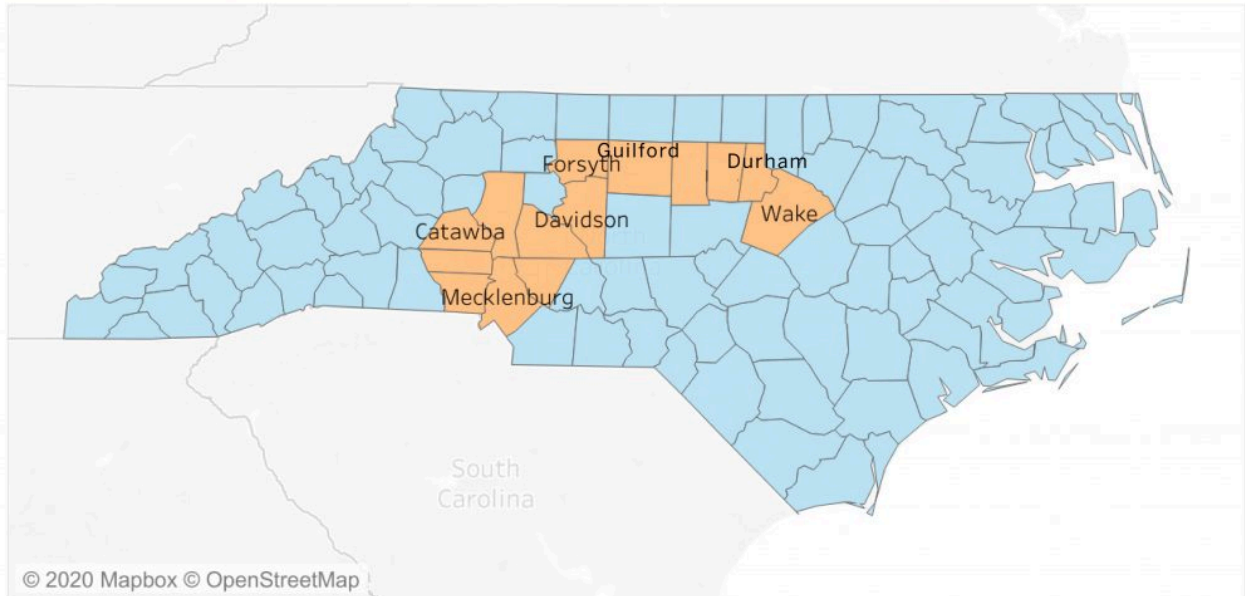 Guilford
Forsyth
Durham
Davidson
Wake
Catawba
Mecklenburg
South
Carolina
© 2020 Mapbox © OpenStreetMap